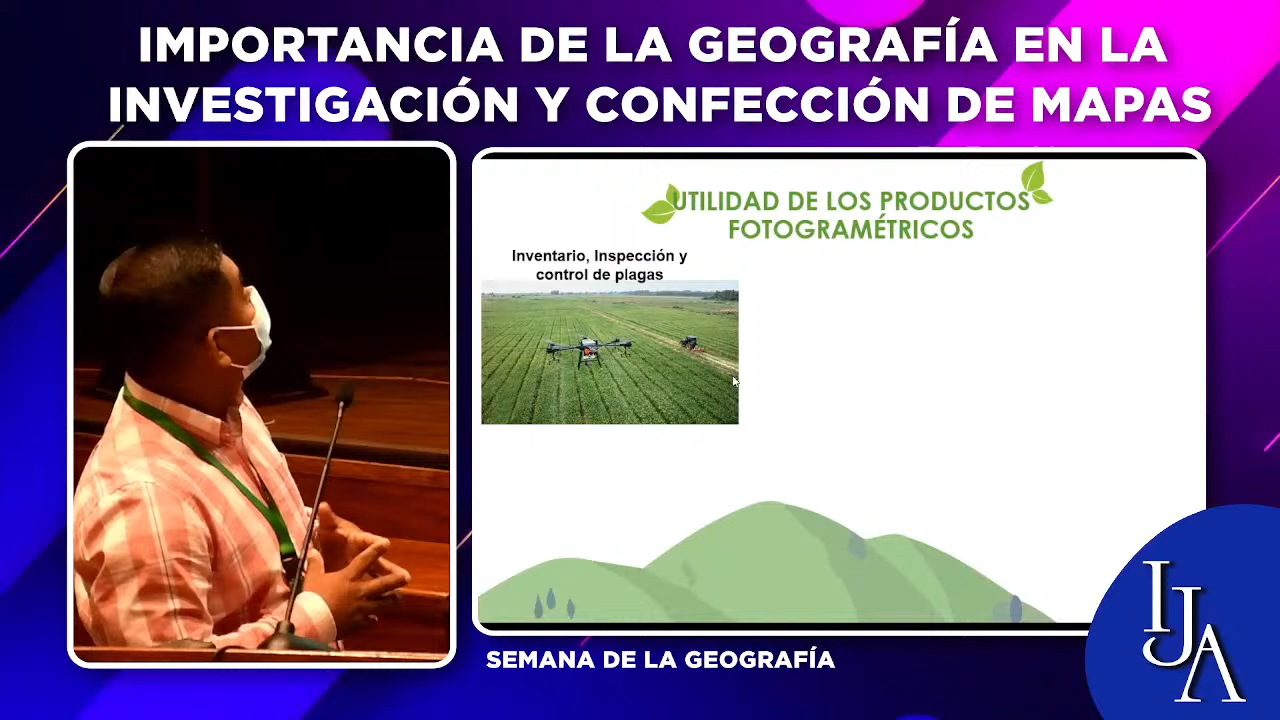 IMPORTANCIA DE LA GEOGRAFÍA EN LA
INVESTIGACIÓN Y CONFECCIÓN DE MAPAS
UTILIDAD DE LOS PRODUCTOS
FOTOGRAMÉTRICOS
Inventario, Inspección y
control de plagas
SEMANA DE LA GEOGRAFÍA
IJA